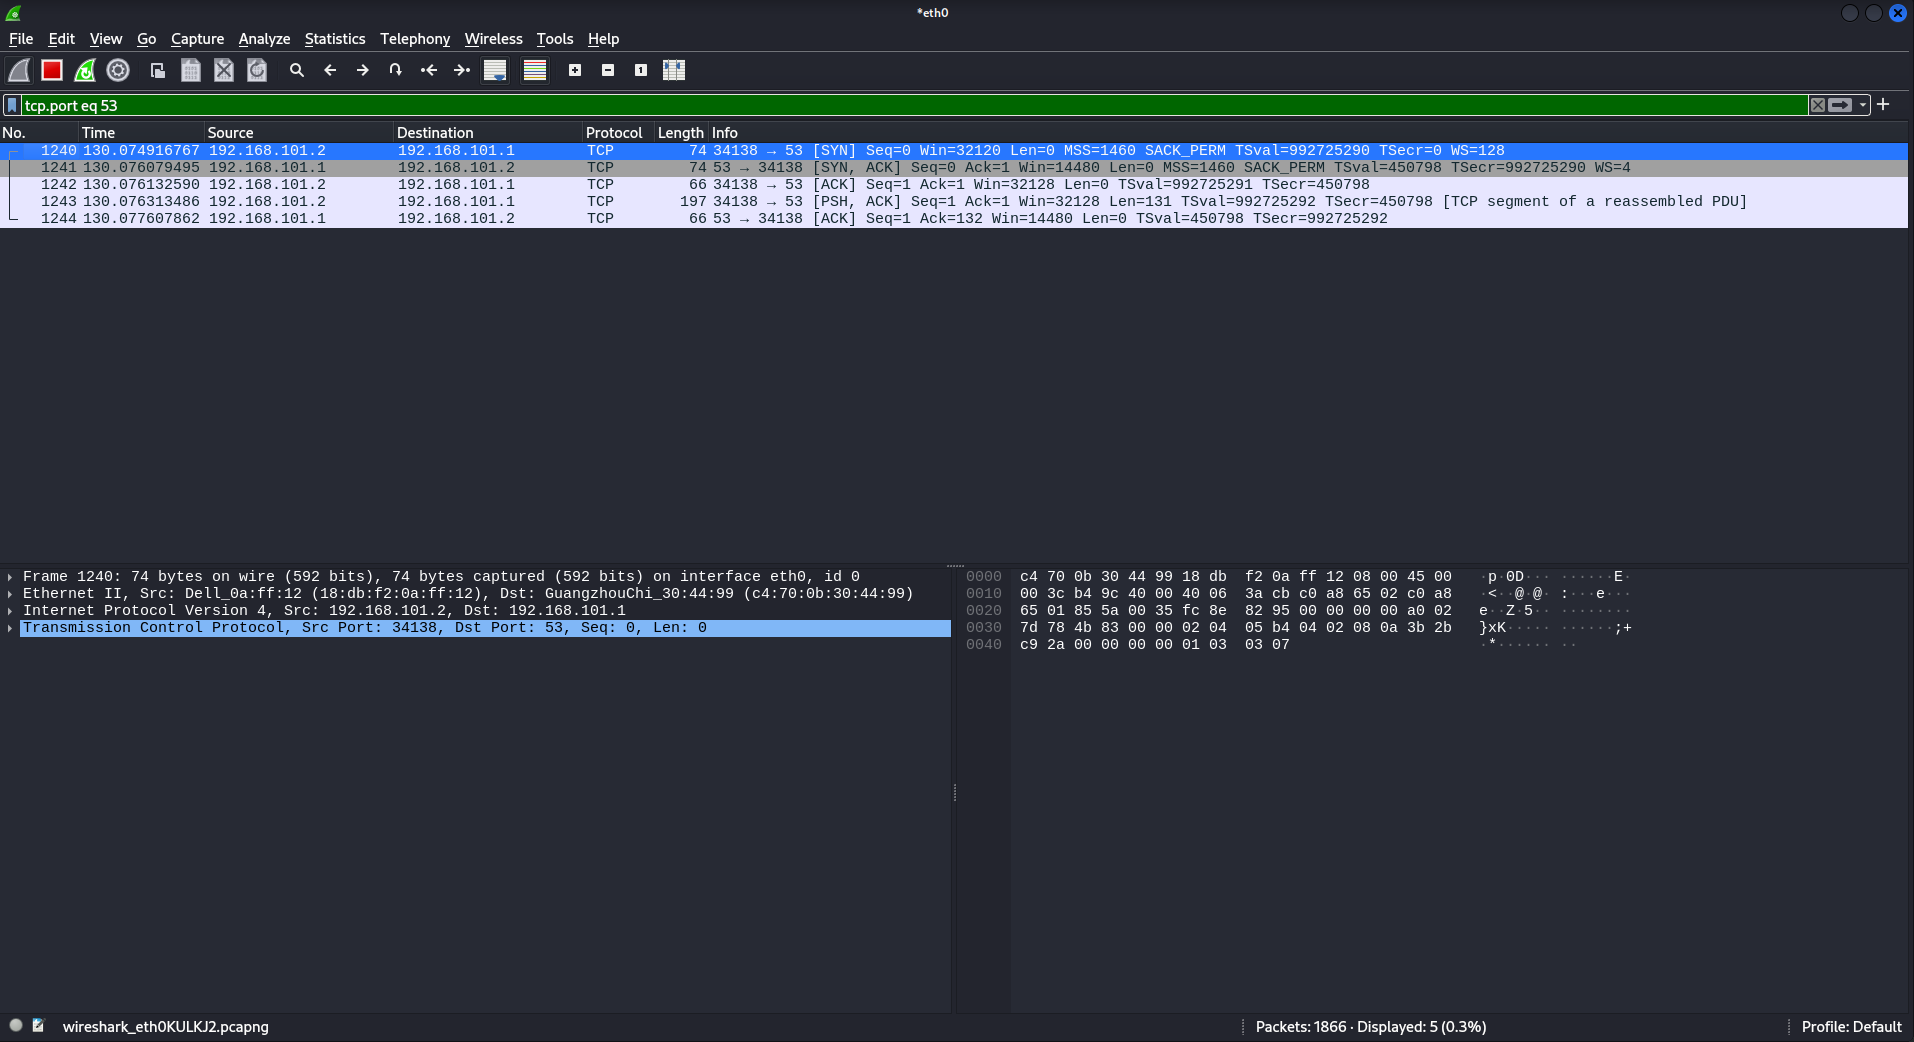 *eth0
File Edit View Go Capture Analyze Statistics Telephony Wireless Tools Help
tcp.port eq 53
No. Time Source Destination Protocol Length Info
1240 130.074916767 192.168.101.2 192.168.101.1 TCP 74 34138 → 53 [SYN] Seq=0 Win=32120 Len=0 MSS=1460 SACK_PERM TSval=992725290 TSecr=0 WS=128
1241 130.076079495 192.168.101.1 192.168.101.2 TCP 74 53 → 34138 [SYN, ACK] Seq=0 Ack=1 Win=14480 Len=0 MSS=1460 SACK_PERM TSval=450798 TSecr=992725290 WS=4
1242 130.076132590 192.168.101.2 192.168.101.1 TCP 66 34138 → 53 [ACK] Seq=1 Ack=1 Win=32128 Len=0 TSval=992725291 TSecr=450798
1243 130.076313486 192.168.101.2 192.168.101.1 TCP 197 34138 → 53 [PSH, ACK] Seq=1 Ack=1 Win=32128 Len=131 TSval=992725292 TSecr=450798 [TCP segment of a reassembled PDU]
1244 130.077607862 192.168.101.1 192.168.101.2 TCP 66 53 → 34138 [ACK] Seq=1 Ack=132 Win=14480 Len=0 TSval=450798 TSecr=992725292
Frame 1240: 74 bytes on wire (592 bits), 74 bytes captured (592 bits) on interface eth0, id 0
Ethernet II, Src: Dell_0a:ff:12 (18:db:f2:0a:ff:12), Dst: GuangzhouChi_30:44:99 (c4:70:0b:30:44:99)
Internet Protocol Version 4, Src: 192.168.101.2, Dst: 192.168.101.1
Transmission Control Protocol, Src Port: 34138, Dst Port: 53, Seq: 0, Len: 0
0000 c4 70 0b 30 44 99 18 db f2 0a ff 12 08 00 45 00 ·p·0D··· ······E·
0010 00 3c b4 9c 40 00 40 06 3a cb c0 a8 65 02 c0 a8 ·<··@·@· :···e···
0020 65 01 85 5a 00 35 fc 8e 82 95 00 00 00 00 a0 02 e··Z·5·· ········
0030 7d 78 4b 83 00 00 02 04 05 b4 04 02 08 0a 3b 2b }xK····· ······;+
0040 c9 2a 00 00 00 00 01 03 03 07 ·*······ ··
wireshark_eth0KULKJ2.pcapng
Packets: 1866 · Displayed: 5 (0.3%)
Profile: Default